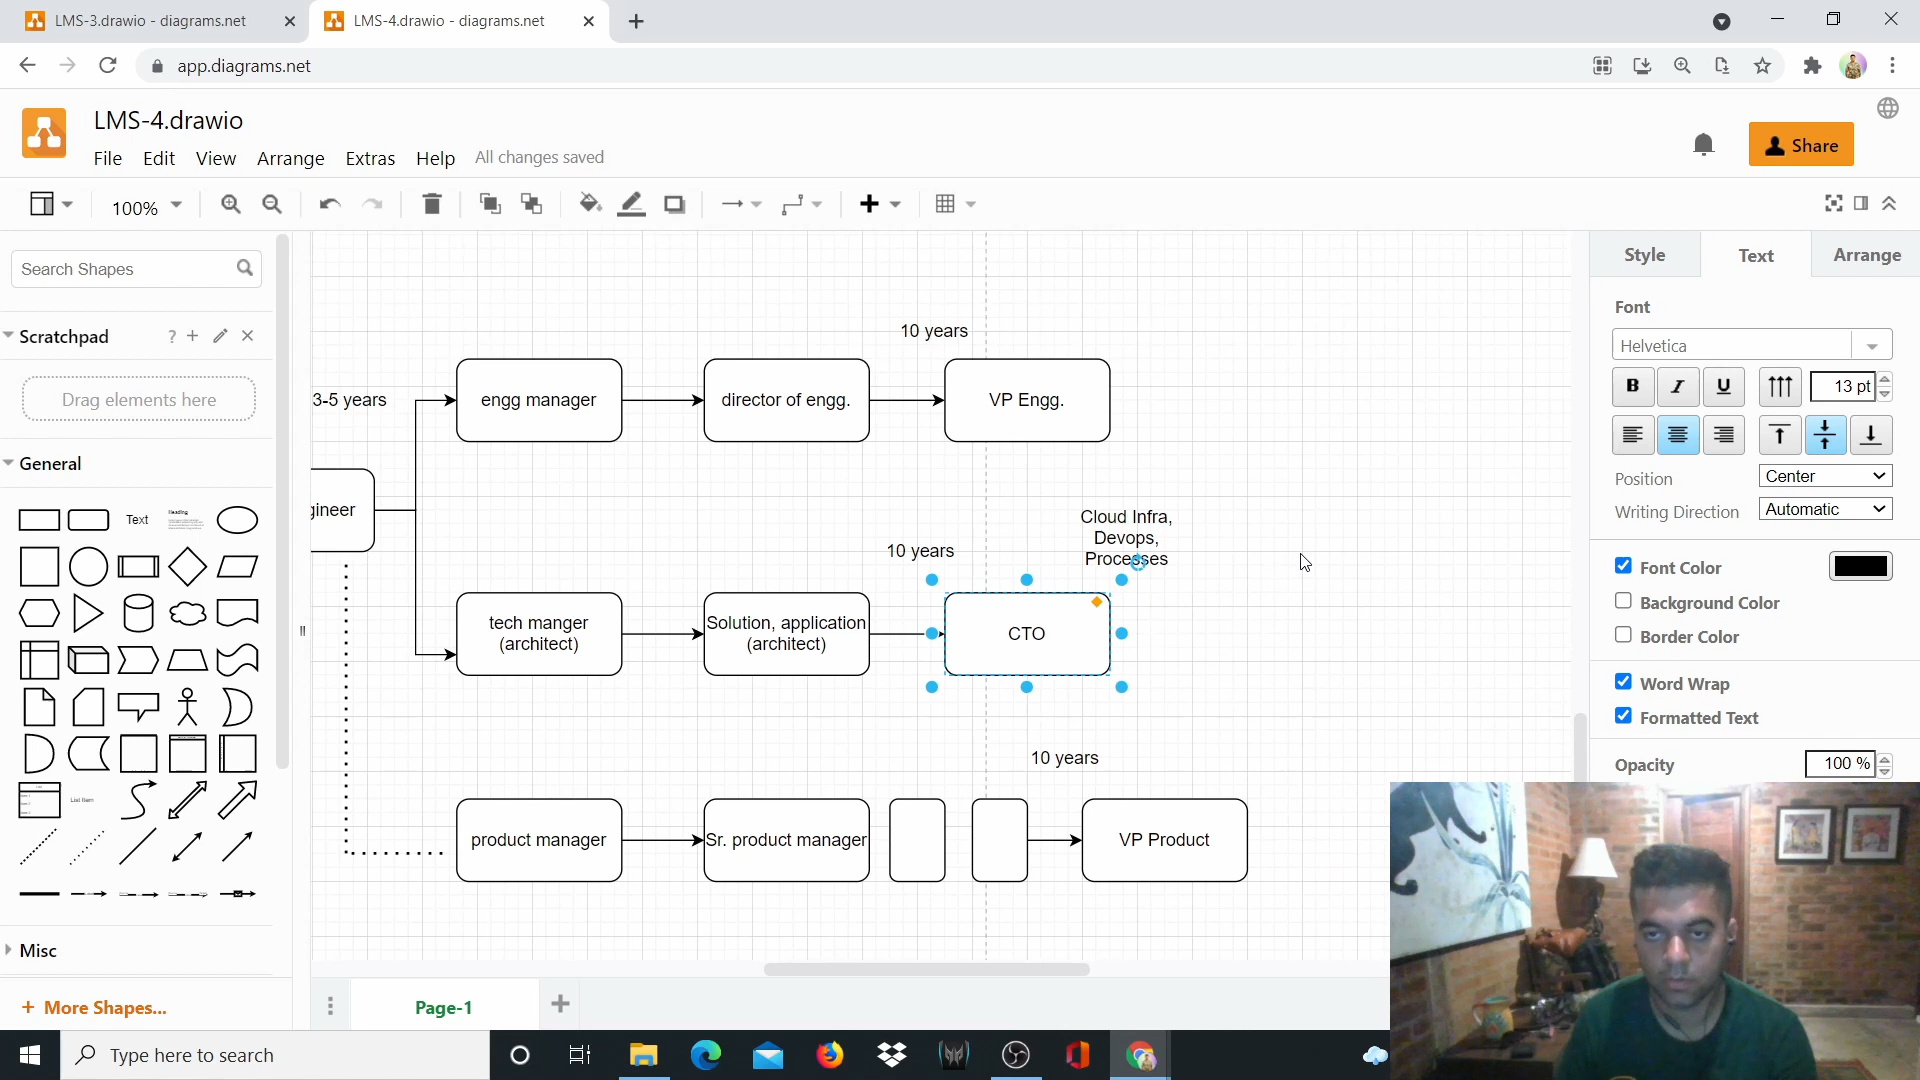 LMS-3.drawio - diagrams.net
LMS-4.drawio - diagrams.net
app.diagrams.net
LMS-4.drawio
File Edit View Arrange Extras Help All changes saved
Share
100%
Search Shapes
Scratchpad
?
Drag elements here
General
Text
Heading
List
List Item
Misc
+ More Shapes...
10 years
3-5 years
engg manager
director of engg.
VP Engg.
gineer
Cloud Infra,
Devops,
Processes
10 years
tech manger
(architect)
Solution, application
(architect)
CTO
10 years
product manager
Sr. product manager
VP Product
Page-1
Style
Text
Arrange
Font
Helvetica
B I U
13 pt
Position
Center
Writing Direction
Automatic
Font Color
Background Color
Border Color
Word Wrap
Formatted Text
Opacity
100 %
Type here to search